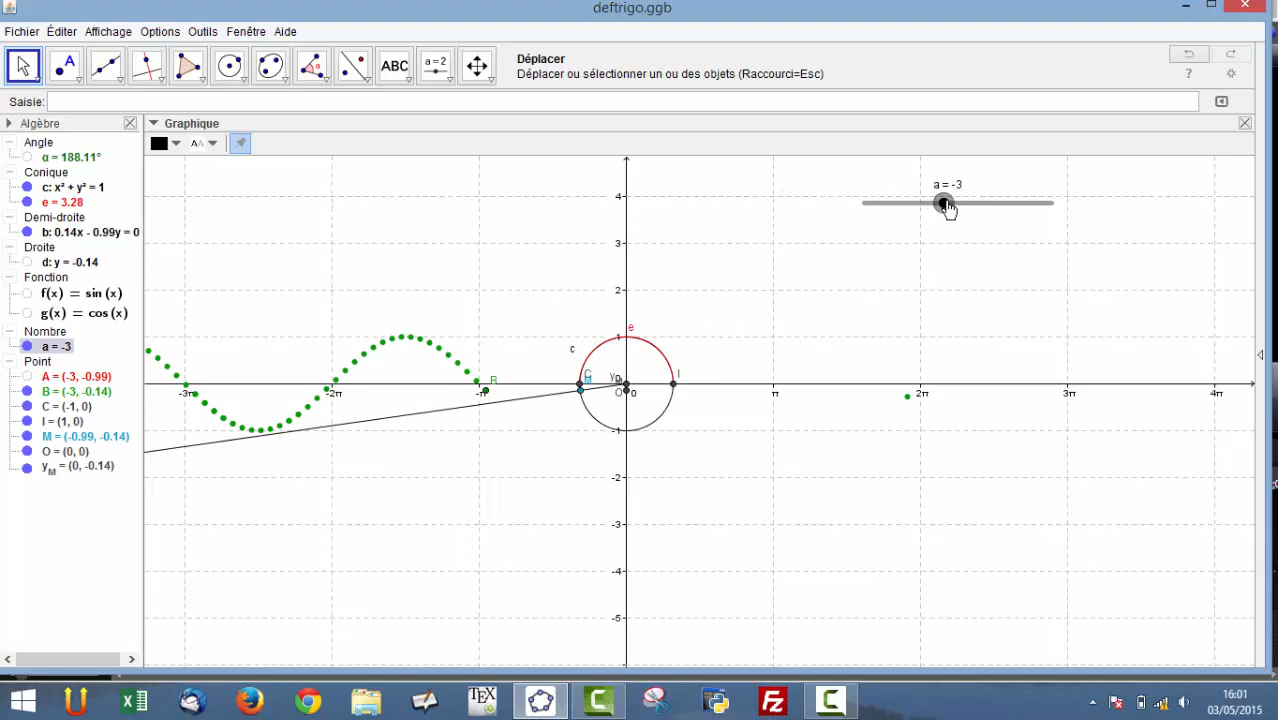 deftrigo.ggb
Fichier Éditer Affichage Options Outils Fenêtre Aide
A ABC a = 2
Déplacer
Déplacer ou sélectionner un ou des objets(Raccourci=Esc)
?
Saisie:
Algèbre
Graphique
AA
Angle
α = 188.11°
Conique
c: x² + y² = 1
e = 3.28
Demi-droite
b: 0.14x - 0.99y = 0
Droite
d: y = -0.14
Fonction
f(x) = sin (x)
g(x) = cos (x)
Nombre
a = -3
Point
A = (-3, -0.99)
B = (-3, -0.14)
C = (-1, 0)
I = (1, 0)
M = (-0.99, -0.14)
O = (0, 0)
yM = (0, -0.14)
a = -3
4
3
2
1
e
c
B
C
I
-3π -2π -π 0 π 2π 3π 4π
-1
-2
-3
-4
-5
TEX
Fz
16:01
03/05/2015